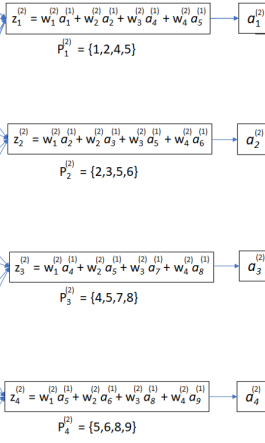 z₁⁽²⁾ = w₁⁽²⁾a₁⁽¹⁾ + w₂⁽²⁾a₂⁽¹⁾ + w₃⁽²⁾a₄⁽¹⁾ + w₄⁽²⁾a₅⁽¹⁾ a₁⁽²⁾
P₁⁽²⁾ = {1,2,4,5}
z₂⁽²⁾ = w₁⁽²⁾a₂⁽¹⁾ + w₂⁽²⁾a₃⁽¹⁾ + w₃⁽²⁾a₅⁽¹⁾ + w₄⁽²⁾a₆⁽¹⁾ a₂⁽²⁾
P₂⁽²⁾ = {2,3,5,6}
z₃⁽²⁾ = w₁⁽²⁾a₄⁽¹⁾ + w₂⁽²⁾a₅⁽¹⁾ + w₃⁽²⁾a₇⁽¹⁾ + w₄⁽²⁾a₈⁽¹⁾ a₃⁽²⁾
P₃⁽²⁾ = {4,5,7,8}
z₄⁽²⁾ = w₁⁽²⁾a₅⁽¹⁾ + w₂⁽²⁾a₆⁽¹⁾ + w₃⁽²⁾a₈⁽¹⁾ + w₄⁽²⁾a₉⁽¹⁾ a₄⁽²⁾
P₄⁽²⁾ = {5,6,8,9}